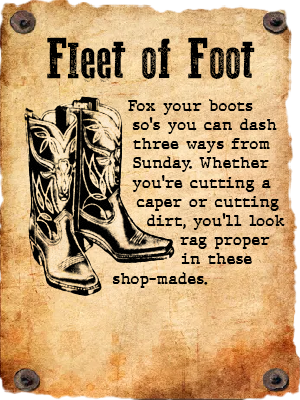 Fleet of Foot
Fox your boots
so's you can dash
three ways from
Sunday. Whether
you're cutting a
caper or cutting
dirt, you'll look
rag proper
in these
shop-mades.